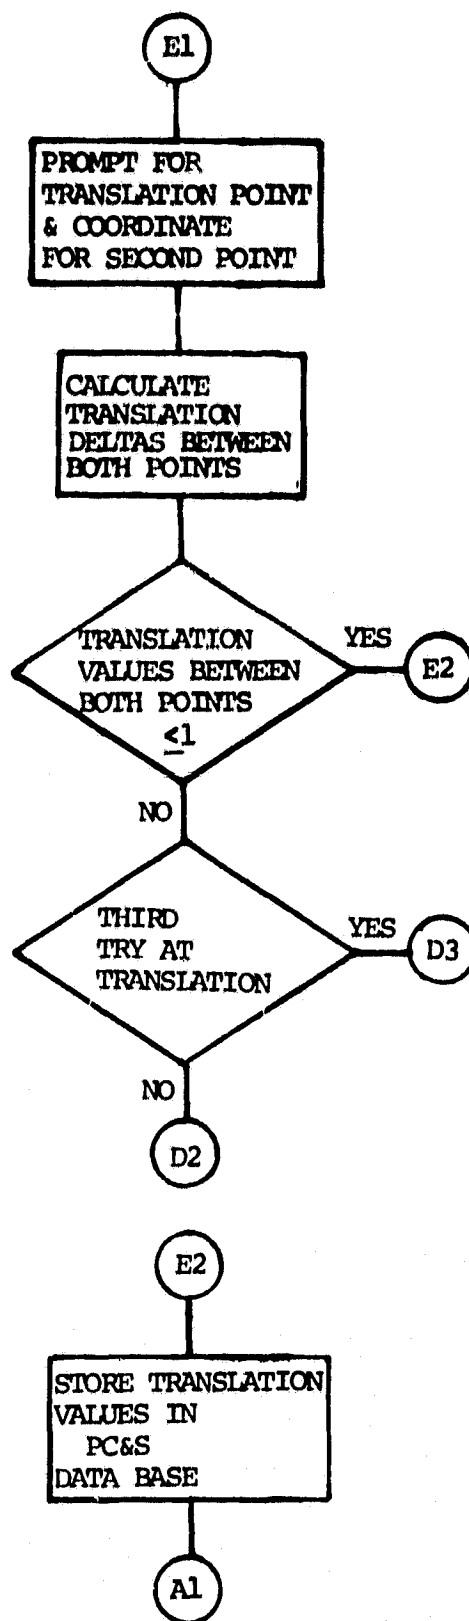 E1
PROMPT FOR
TRANSLATION POINT
& COORDINATE
FOR SECOND POINT
CALCULATE
TRANSLATION
DELTAS BETWEEN
BOTH POINTS
TRANSLATION
VALUES BETWEEN
BOTH POINTS
≤1
YES
E2
NO
THIRD
TRY AT
TRANSLATION
YES
D3
NO
D2
E2
STORE TRANSLATION
VALUES IN
PC&S
DATA BASE
A1